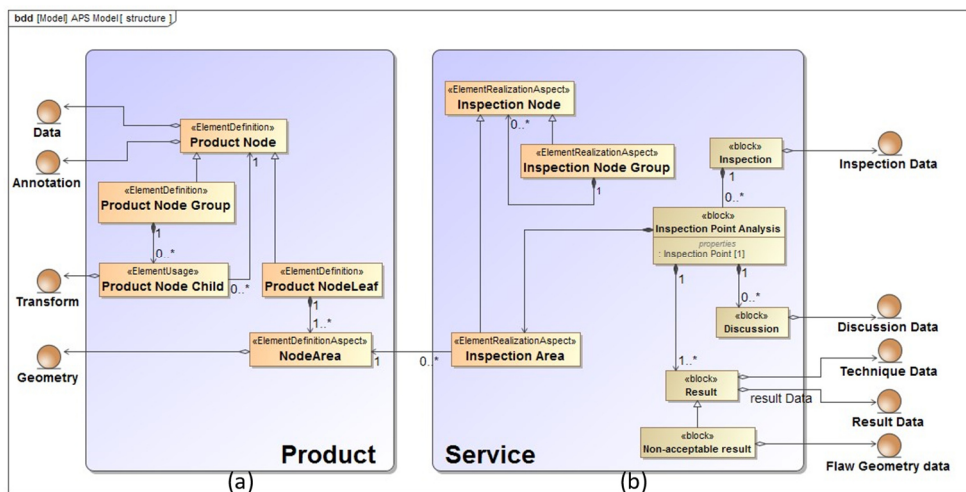 bdd [Model] APS Model[ structure ]
Data
Annotation
Transform
Geometry
«ElementDefinition»
Product Node
1
«ElementDefinition»
Product Node Group
1
0..*
«ElementUsage»
Product Node Child
0..*
«ElementDefinition»
Product NodeLeaf
1
1..*
«ElementDefinitionAspect»
NodeArea
1
Product
(a)
«ElementRealizationAspect»
Inspection Node
0..*
«ElementRealizationAspect»
Inspection Node Group
1
«block»
Inspection
1
0..*
«block»
Inspection Point Analysis
properties
: Inspection Point [1]
1
1
0..*
«block»
Discussion
0..*
«ElementRealizationAspect»
Inspection Area
1..*
«block»
Result
result Data
«block»
Non-acceptable result
Service
(b)
Inspection Data
Discussion Data
Technique Data
Result Data
Flaw Geometry data